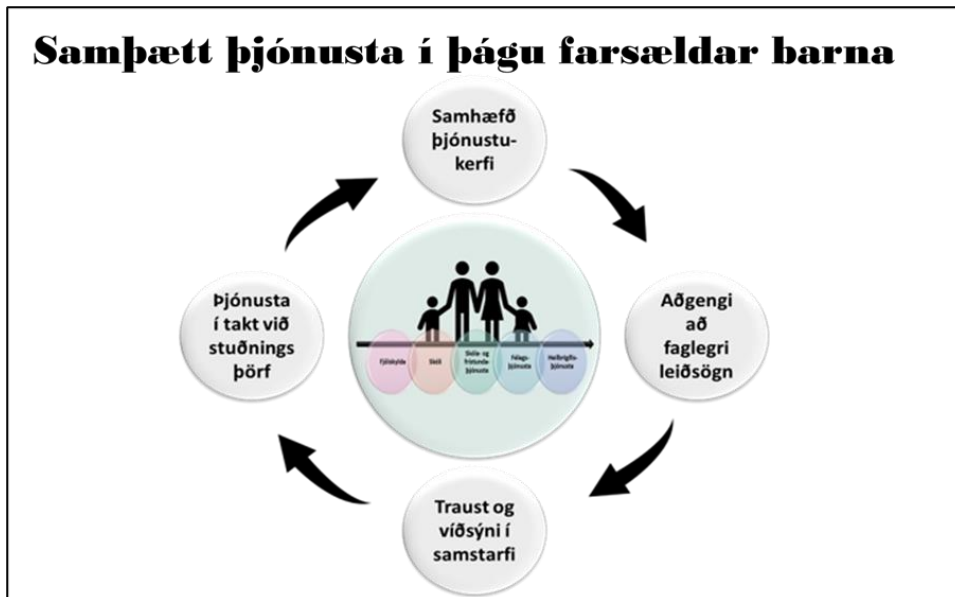 Samþætt þjónusta í þágu farsældar barna
Samhæfð
þjónustu-
kerfi
Aðgengi
að
faglegri
leiðsögn
Traust og
víðsýni í
samstarfi
Þjónusta
í takt við
stuðnings
þörf
Fjölskylda
Skóli
Skóla- og
frístunda-
þjónusta
Félags-
þjónusta
Heilbrigðis-
þjónusta